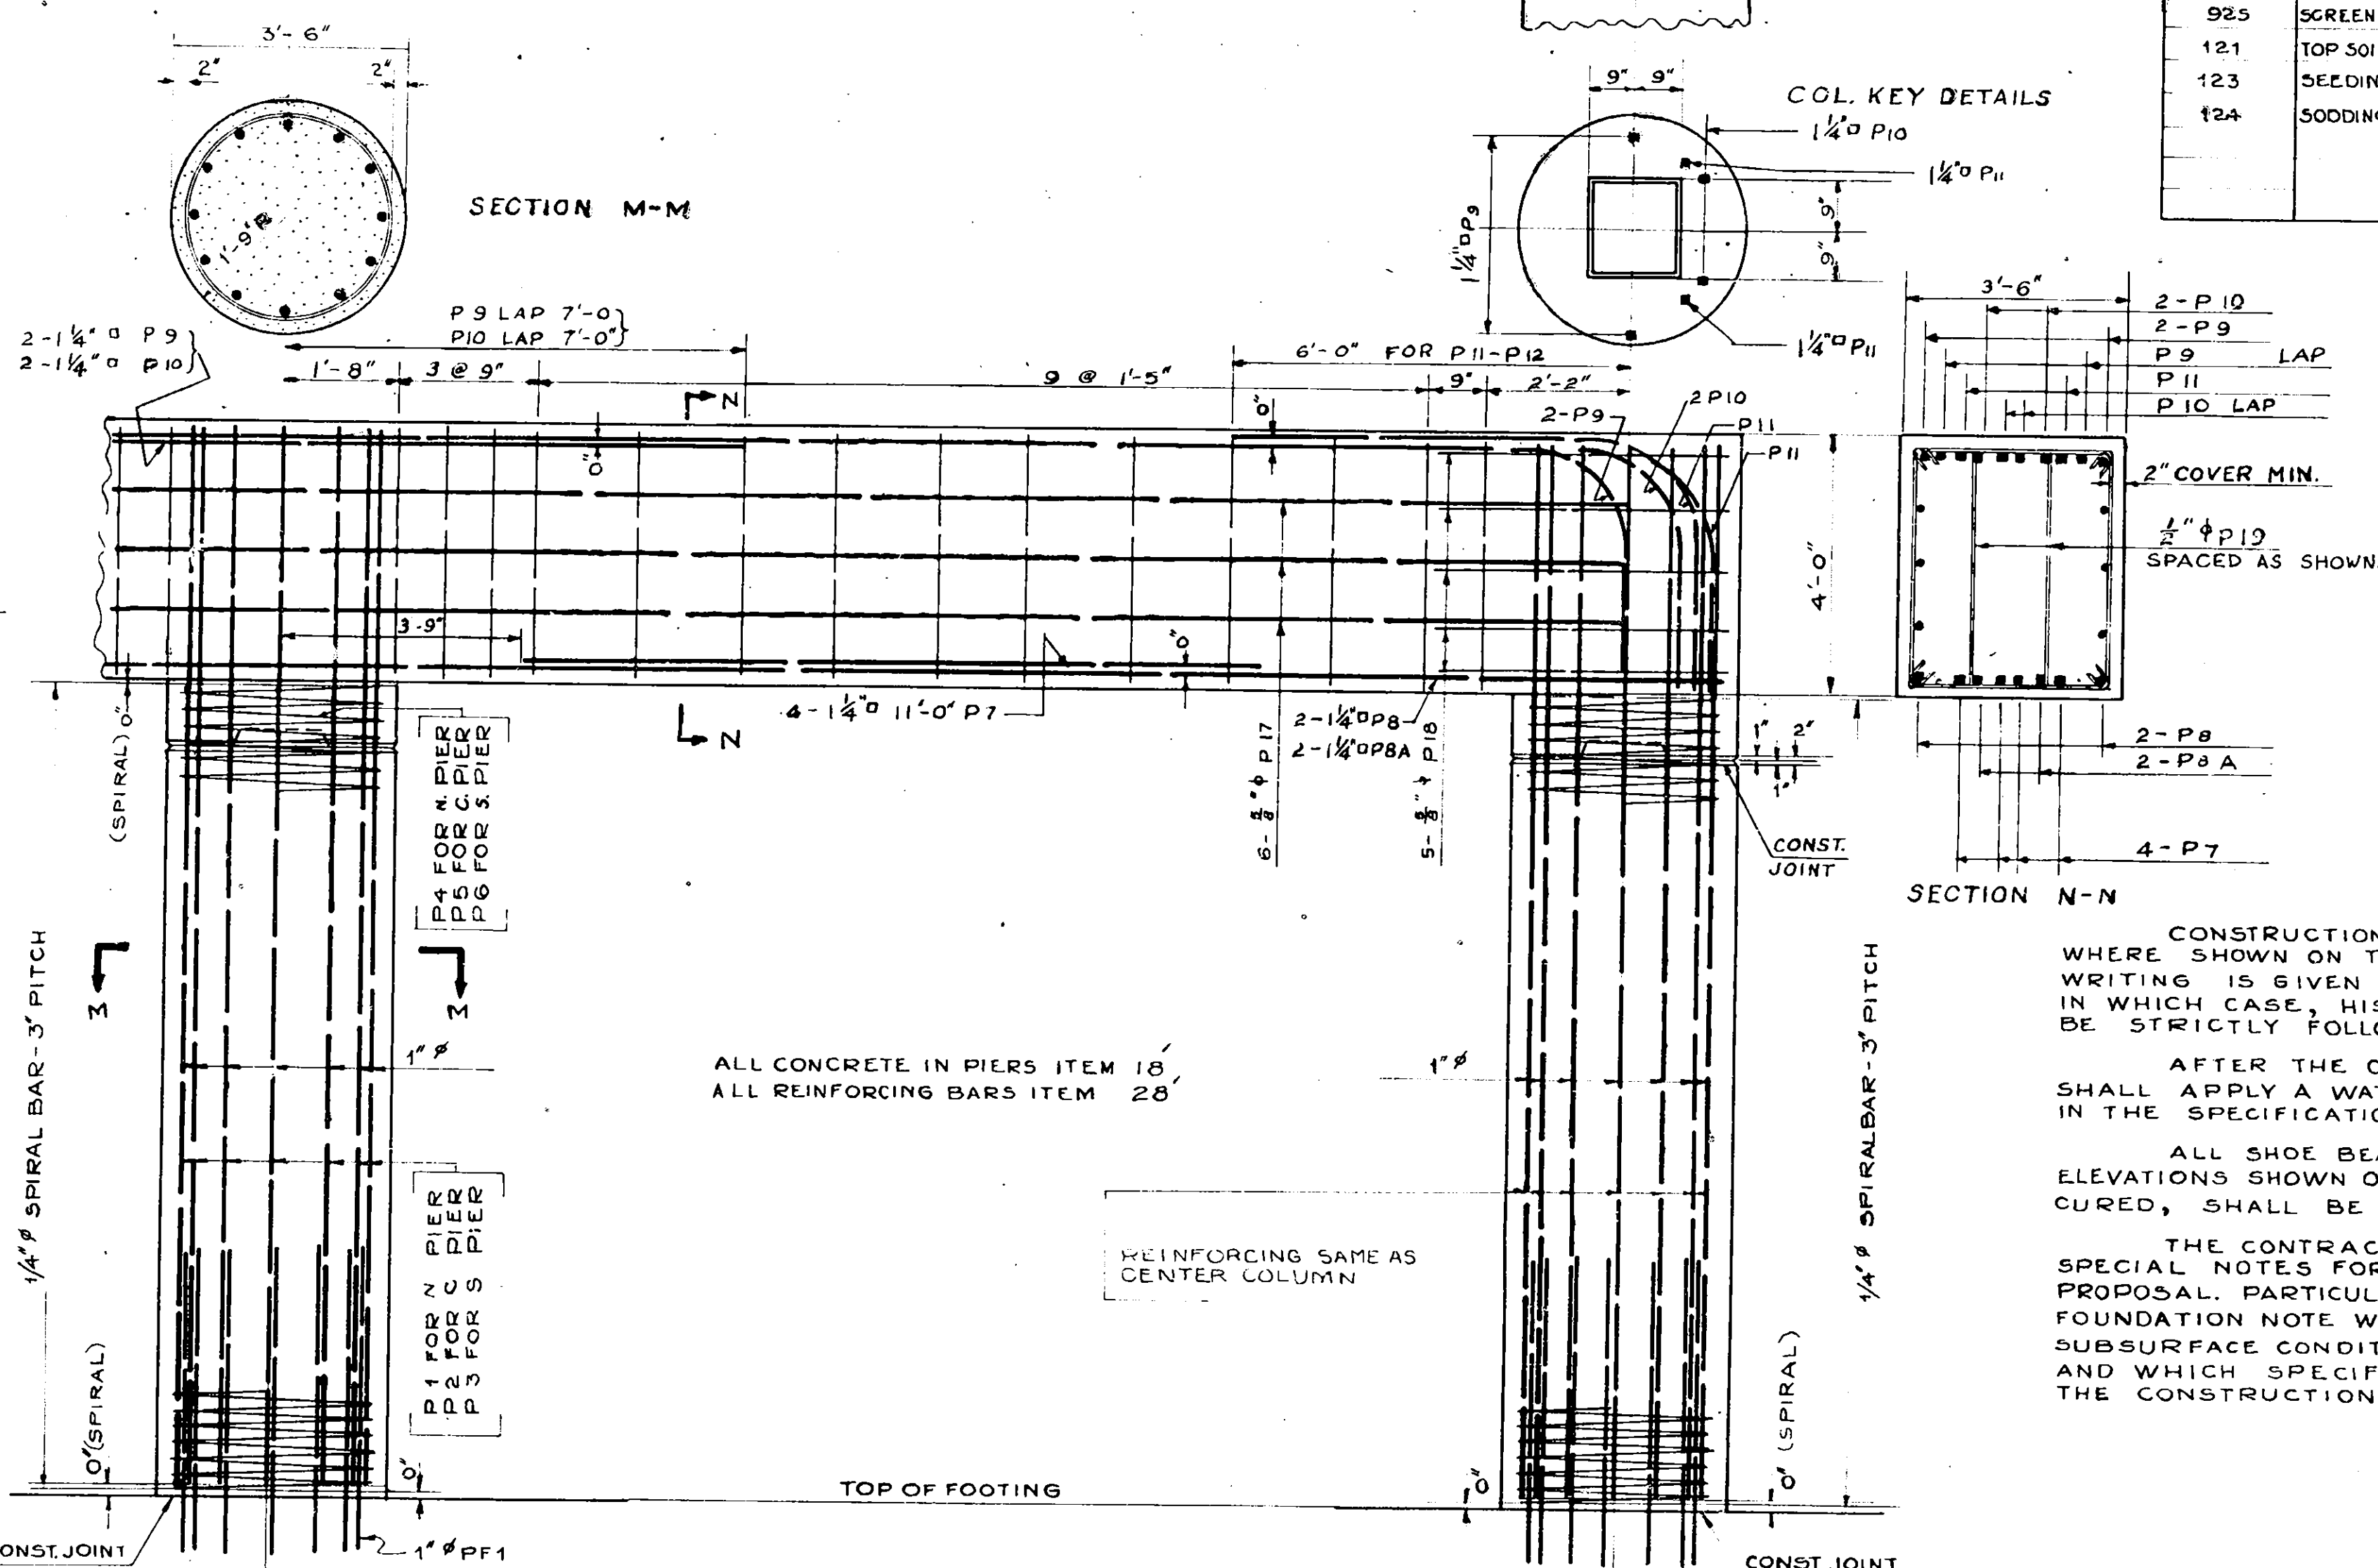 3'-6"
2"
2"
1'-9" R
SECTION M-M
2-1¼" □ P9
2-1¼" □ P10
P9 LAP 7'-0
P10 LAP 7'-0"
1'-8"
3 @ 9"
9 @ 1'-5"
6'-0" FOR P11-P12
9"
2'-2"
9"
9"
COL. KEY DETAILS
1¼" □ P10
1¼" □ P11
1¼" □ P9
9"
9"
1¼" □ P11
925
SCREEN
121
TOP SOI
123
SEEDIN
124
SODDIN
3'-6"
2-P10
2-P9
P9 LAP
P11
P10 LAP
2" COVER MIN.
½" ϕ P19
SPACED AS SHOWN.
4'-0"
2-P8
2-P8A
4-P7
SECTION N-N
N
N
0"
0"
0"
0"
2-P9
2P10
P11
P11
3-9"
4-1¼" □ 11'-0" P7
2-1¼" □ P8
2-1¼" □ P8A
6-⅝" ϕ P17
5-⅝" ϕ P18
1"
2"
1"
CONST.
JOINT
(SPIRAL) 0"
P4 FOR N. PIER
P5 FOR C. PIER
P6 FOR S. PIER
1/4" Ø SPIRAL BAR-3" PITCH
M
M
1" Ø
ALL CONCRETE IN PIERS ITEM 18
ALL REINFORCING BARS ITEM 28
1" Ø
1/4" Ø SPIRAL BAR-3" PITCH
P1 FOR N PIER
P2 FOR C PIER
P3 FOR S PIER
REINFORCING SAME AS
CENTER COLUMN
0" (SPIRAL)
0"
TOP OF FOOTING
0"
0" (SPIRAL)
ONST. JOINT
1" Ø PF1
CONST. JOINT
CONSTRUCTION
WHERE SHOWN ON T
WRITING IS GIVEN
IN WHICH CASE, HIS
BE STRICTLY FOLLO
AFTER THE C
SHALL APPLY A WAT
IN THE SPECIFICATIO
ALL SHOE BEA
ELEVATIONS SHOWN O
CURED, SHALL BE
THE CONTRAC
SPECIAL NOTES FOR
PROPOSAL. PARTICUL
FOUNDATION NOTE W
SUBSURFACE CONDIT
AND WHICH SPECIF
THE CONSTRUCTION